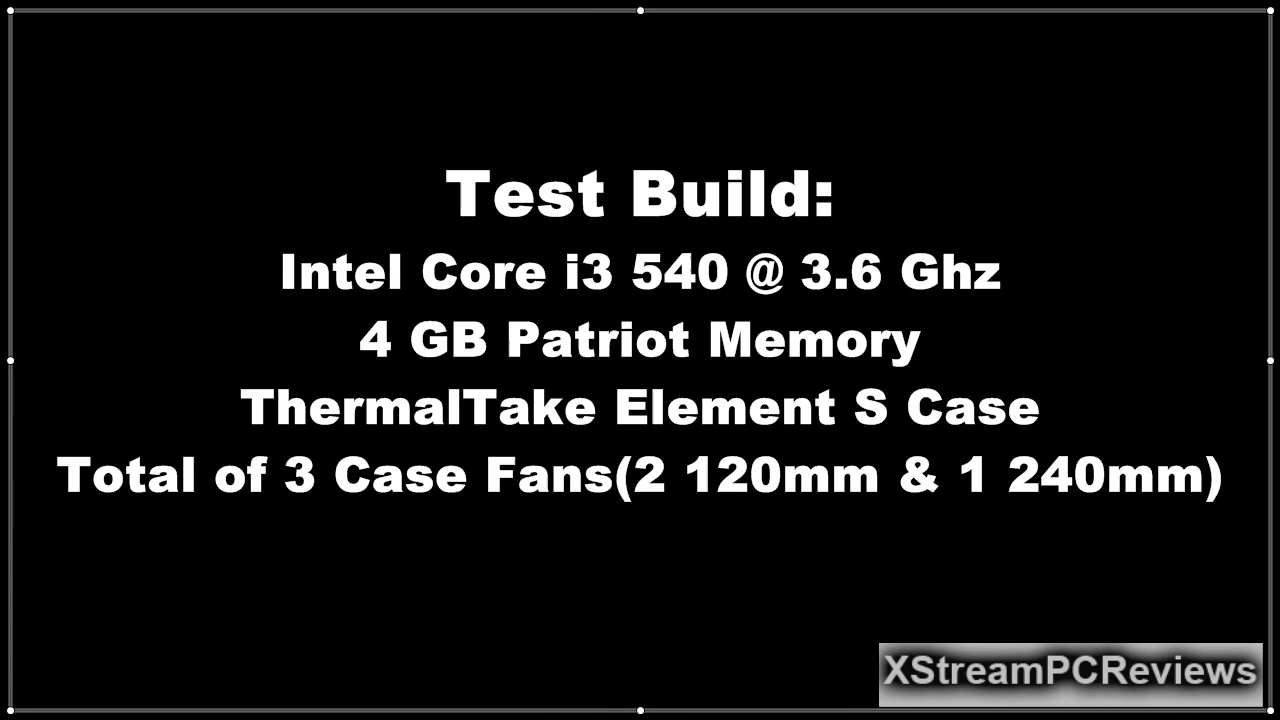 Test Build:
Intel Core i3 540 @ 3.6 Ghz
4 GB Patriot Memory
ThermalTake Element S Case
Total of 3 Case Fans(2 120mm & 1 240mm)
XStreamPCReviews